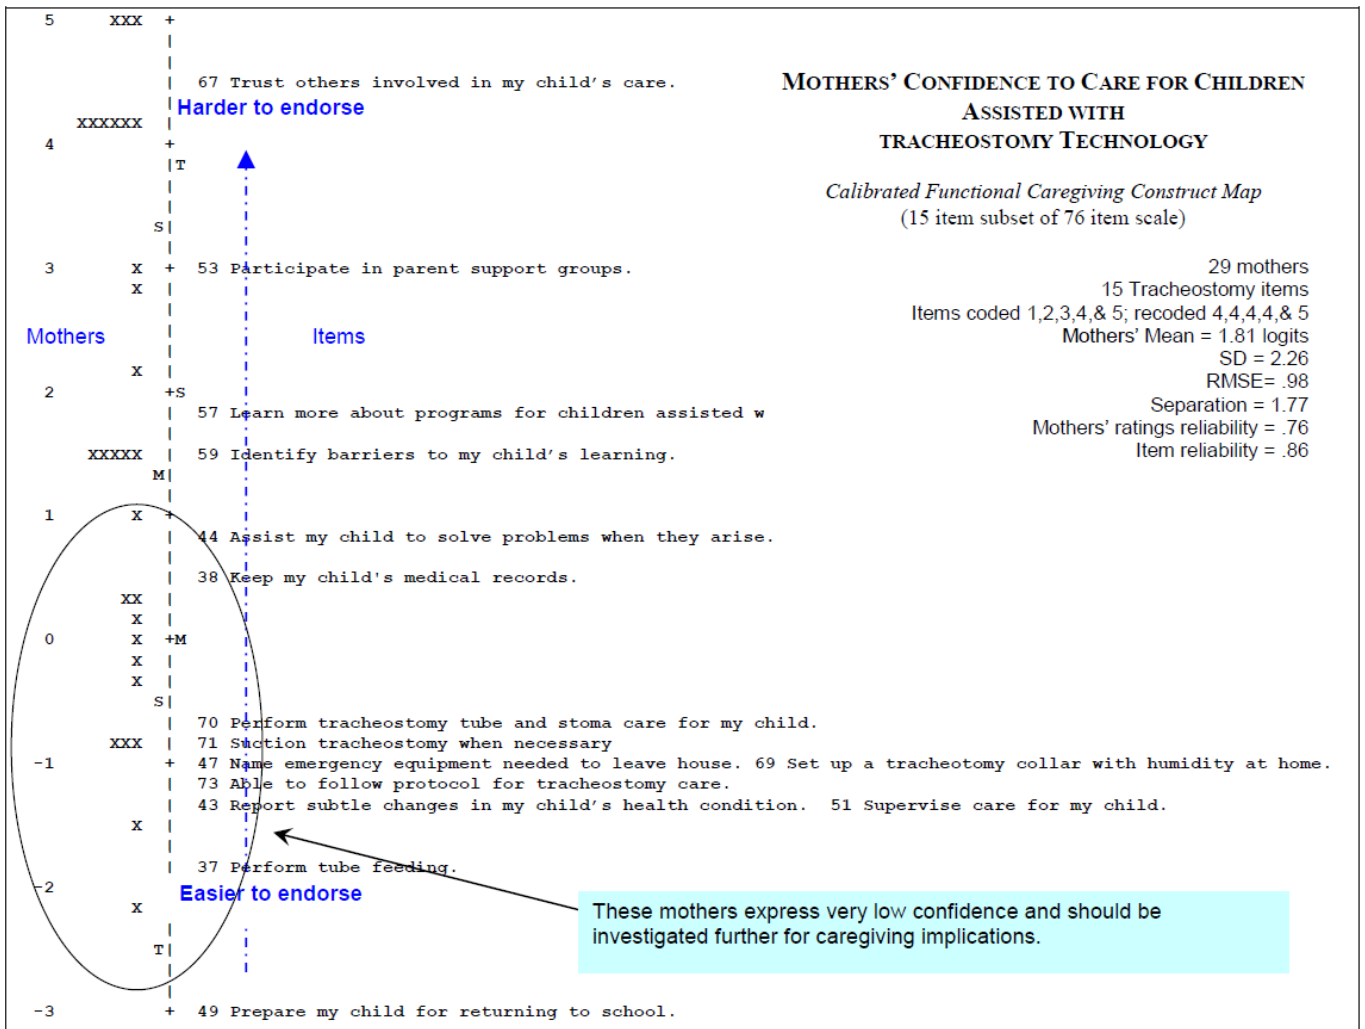 5 XXX +
|
|
| 67 Trust others involved in my child's care.
MOTHERS' CONFIDENCE TO CARE FOR CHILDREN
ASSISTED WITH
TRACHEOSTOMY TECHNOLOGY
| Harder to endorse
XXXXXX |
4 +
|T
|
Calibrated Functional Caregiving Construct Map
(15 item subset of 76 item scale)
|
S|
|
3 X + 53 Participate in parent support groups.
X |
29 mothers
15 Tracheostomy items
Items coded 1,2,3,4,& 5; recoded 4,4,4,4,& 5
Mothers' Mean = 1.81 logits
SD = 2.26
RMSE= .98
Separation = 1.77
Mothers' ratings reliability = .76
Item reliability = .86
|
|
Mothers Items
|
X |
2 +S
| 57 Learn more about programs for children assisted w
|
XXXXX | 59 Identify barriers to my child's learning.
M|
|
1 X +
| 44 Assist my child to solve problems when they arise.
|
| 38 Keep my child's medical records.
XX |
X |
0 X +M
X |
X |
S|
| 70 Perform tracheostomy tube and stoma care for my child.
XXX | 71 Suction tracheostomy when necessary
-1 + 47 Name emergency equipment needed to leave house. 69 Set up a tracheotomy collar with humidity at home.
| 73 Able to follow protocol for tracheostomy care.
| 43 Report subtle changes in my child's health condition. 51 Supervise care for my child.
X |
|
| 37 Perform tube feeding.
-2 Easier to endorse
X
|
T|
These mothers express very low confidence and should be
investigated further for caregiving implications.
|
|
-3 + 49 Prepare my child for returning to school.